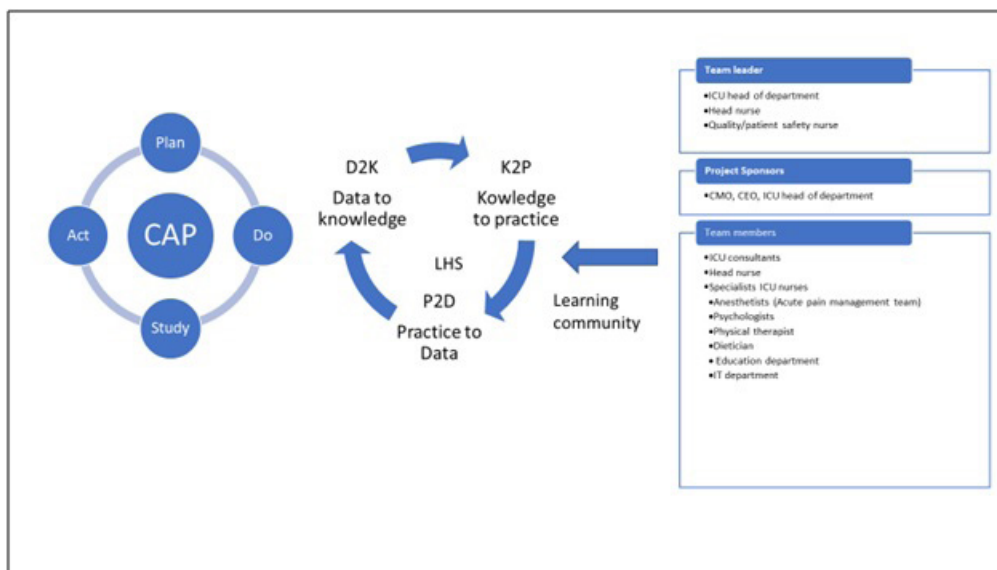 Plan
Act
CAP
Do
Study
D2K
Data to
knowledge
K2P
Kowledge
to practice
LHS
P2D
Practice to
Data
Learning
community
Team leader
•ICU head of department
•Head nurse
•Quality/patient safety nurse
Project Sponsors
•CMO, CEO, ICU head of department
Team members
•ICU consultants
•Head nurse
•Specialists ICU nurses
•Anesthetists (Acute pain management team)
•Psychologists
•Physical therapist
•Dietician
• Education department
•IT department